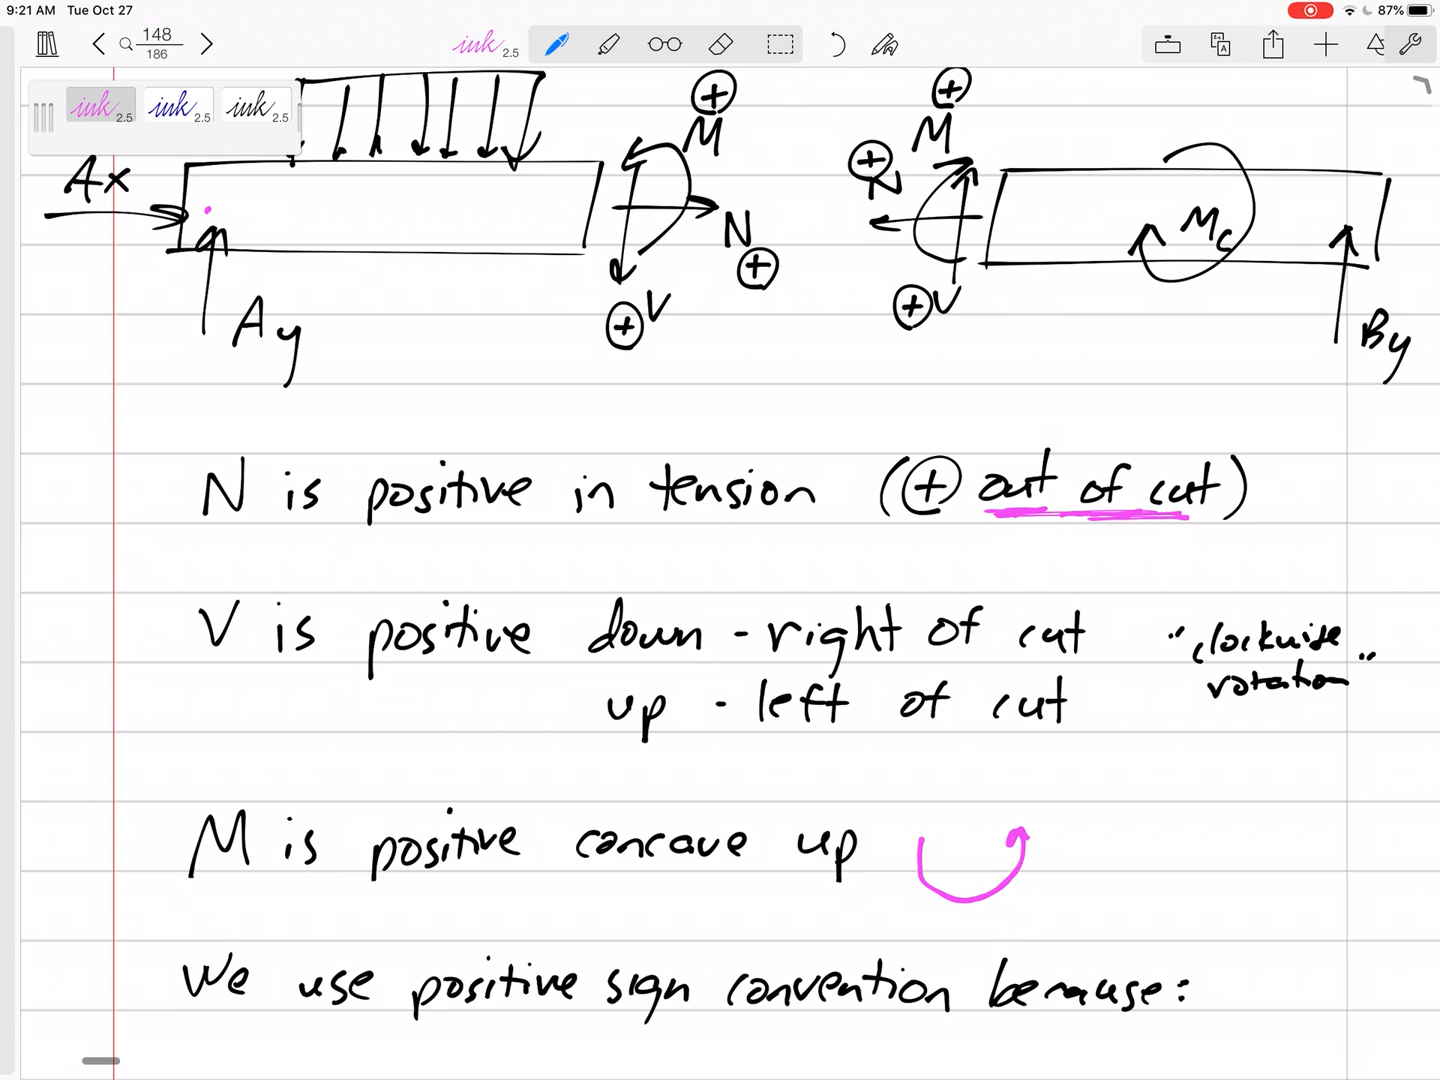 9:21 AM Tue Oct 27
87%
148
186
ink 2.5
ink 2.5
ink 2.5
ink 2.5
+
M
+
M
+
N
Ax
N
+
Mc
V
+
+
V
Ay
By
N is positive in tension (+ out of cut)
V is positive down - right of cut "clockwise rotation"
up - left of cut
M is positive concave up
We use positive sign convention because: